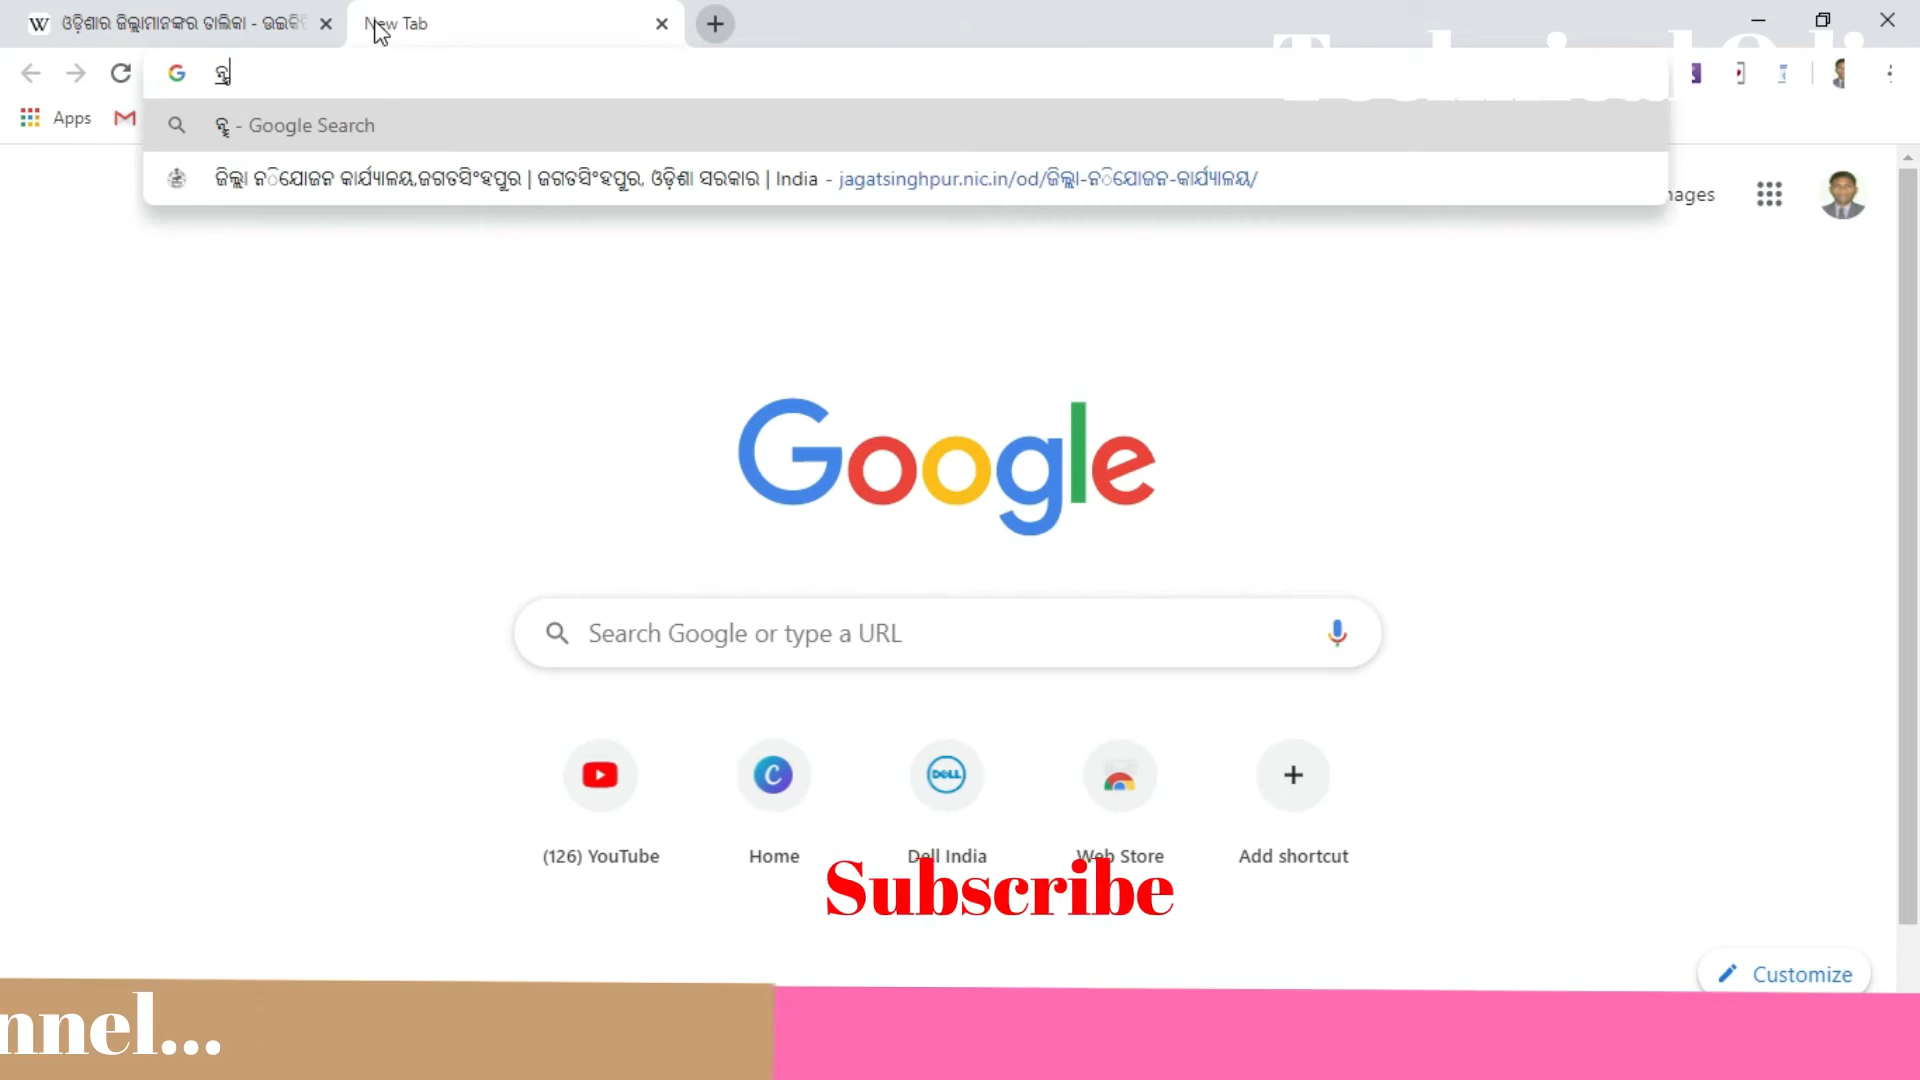 W ଓଡ଼ିଶାର ଜିଲ୍ଲାମାନଙ୍କର ତାଲିକା - ଉଇକିପି
New Tab
Apps
- Google Search
ଜିଲ୍ଲା ନିଯୋଜନ କାର୍ଯ୍ୟାଳୟ,ଜଗତସିଂହପୁର | ଜଗତସିଂହପୁର, ଓଡ଼ିଶା ସରକାର | India - jagatsinghpur.nic.in/od/ଜିଲ୍ଲା-ନିଯୋଜନ-କାର୍ଯ୍ୟାଳୟ/
Google
Search Google or type a URL
DELL
(126) YouTube
Home
Dell India
Web Store
Add shortcut
Subscribe
Customize
nnel...